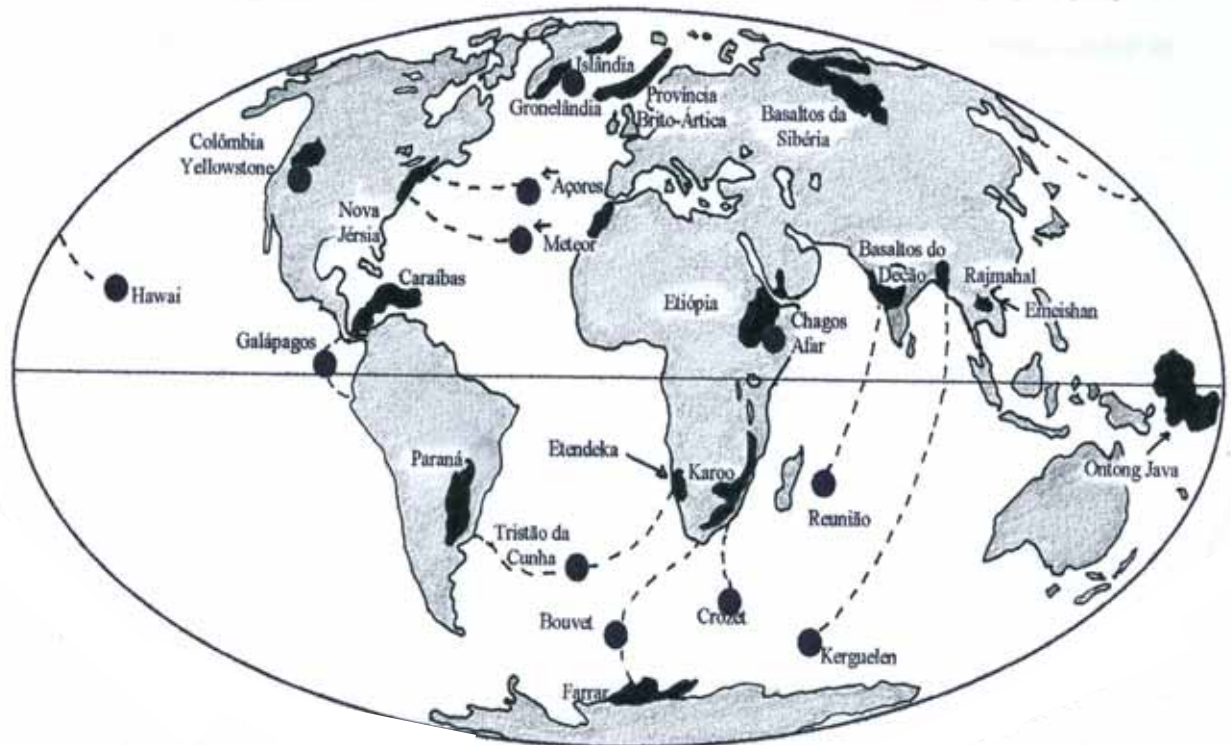 Islândia
Gronelândia
Província
Brito-Ártica
Basaltos da
Sibéria
Colômbia
Yellowstone
Açores
Nova
Jérsia
Meteor
Hawai
Caraíbas
Galápagos
Etiópia
Chagos
Afar
Basaltos do
Decão
Rajmahal
Emeishan
Ontong Java
Etendeka
Paraná
Karoo
Reunião
Tristão da
Cunha
Bouvet
Crozet
Kerguelen
Farrar